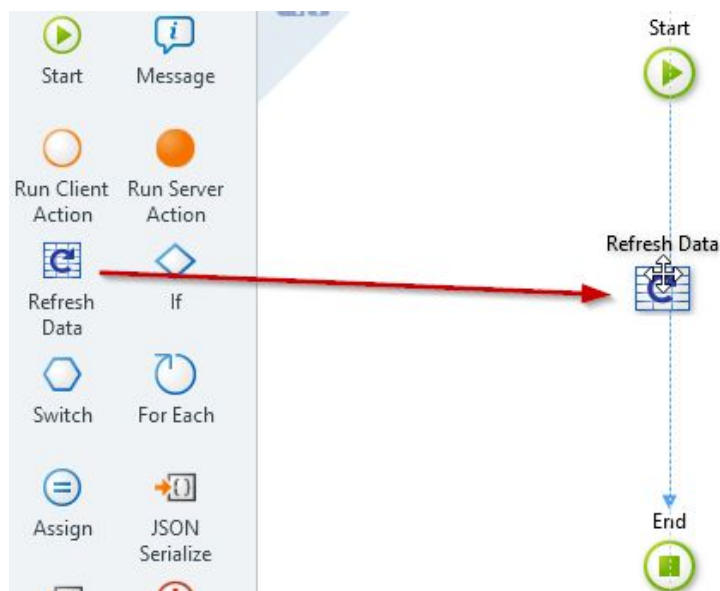 Start
Message
Run Client
Action
Run Server
Action
Refresh
Data
If
Switch
For Each
Assign
JSON
Serialize
Start
Refresh Data
End